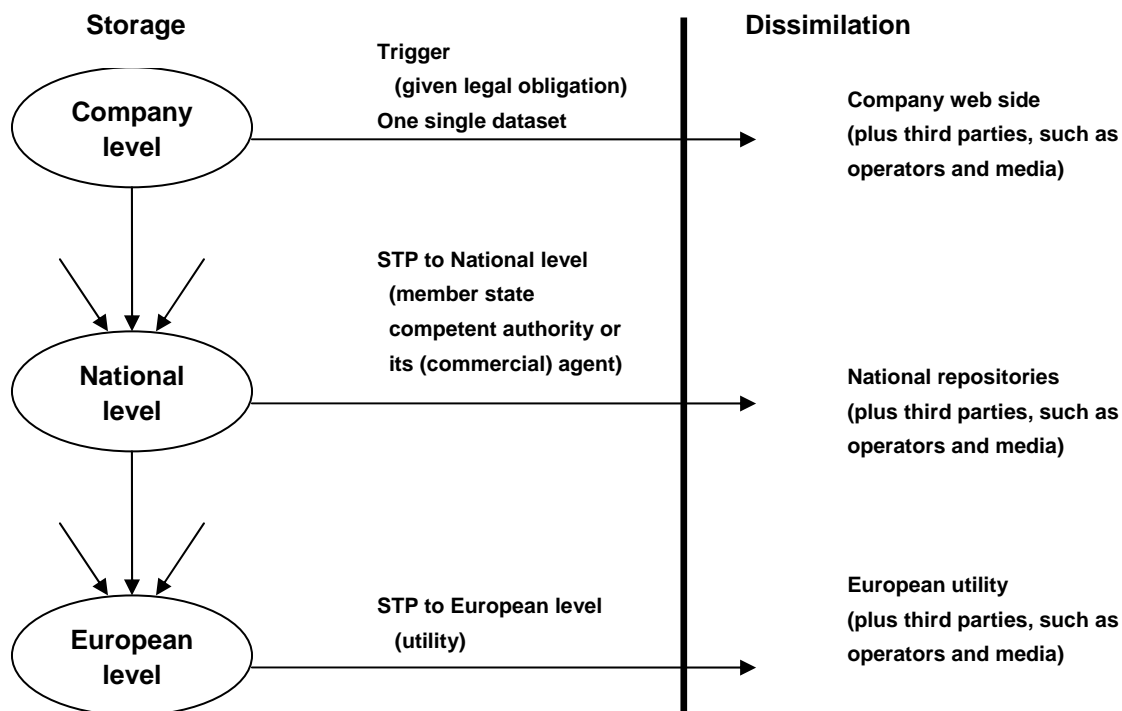 Storage
Dissimilation
Trigger
(given legal obligation)
One single dataset
Company
level
Company web side
(plus third parties, such as
operators and media)
STP to National level
(member state
competent authority or
its (commercial) agent)
National
level
National repositories
(plus third parties, such as
operators and media)
STP to European level
(utility)
European
level
European utility
(plus third parties, such as
operators and media)